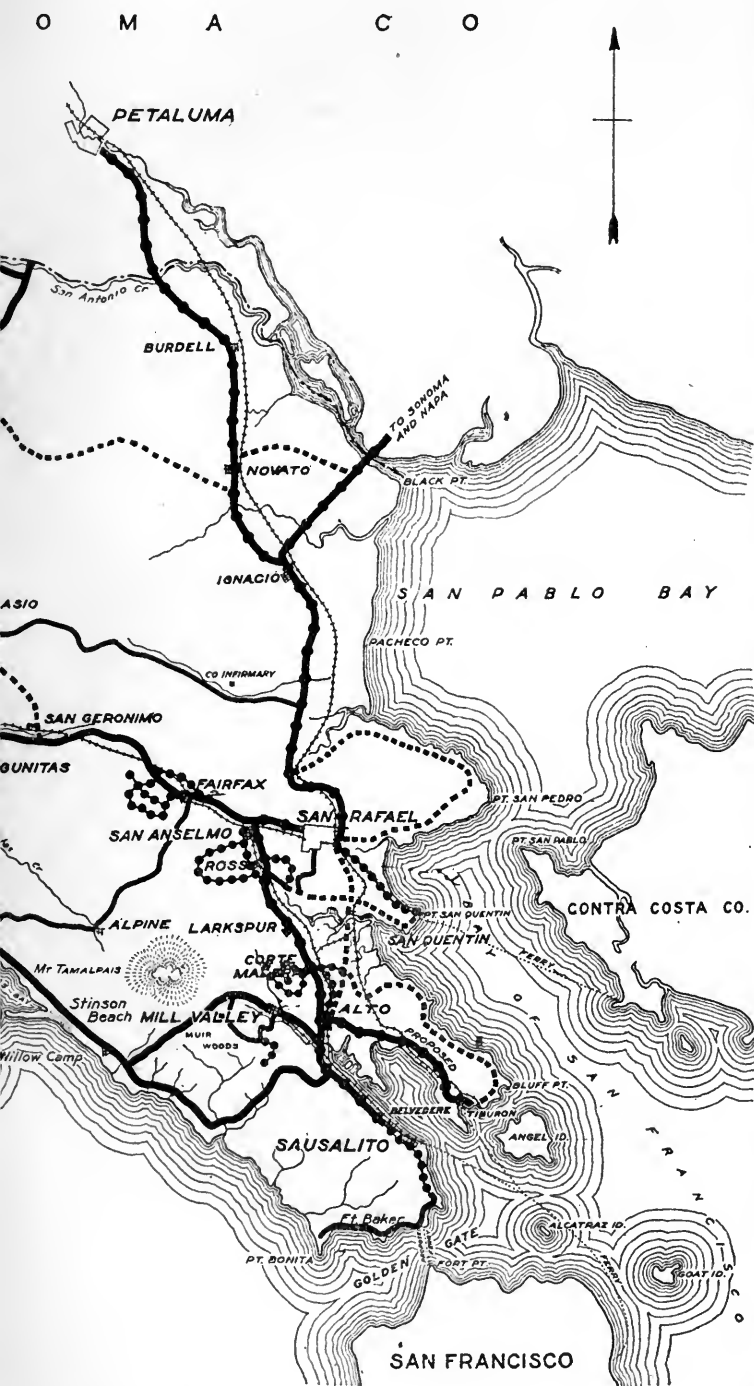 OMA CO
PETALUMA
San Antonio Cr
BURDELL
TO SONOMA
AND NAPA
NOVATO
BLACK PT.
IGNACIO
SAN PABLO BAY
ASIO
PACHECO PT.
CO INFIRMARY
SAN GERONIMO
GUNITAS
FAIRFAX
PT. SAN PEDRO
SAN RAFAEL
SAN ANSELMO
PT SAN PABLO
ROSS
PT. SAN QUENTIN
CONTRA COSTA CO.
ALPINE
LARKSPUR
SAN QUENTIN
FERRY
CORTE
MAD
MT TAMALPAIS
Stinson
Beach
MILL VALLEY
ALTO
MUIR
WOODS
PROPOSED
BAY OF SAN FRANCISCO
Willow Camp
BLUFF PT.
BELVEDERE
TIBURON
ANGEL ID.
SAUSALITO
Ft Baker
ALCATRAZ ID.
PT. BONITA
GOLDEN GATE
FORT PT.
FERRY
GOAT ID.
SAN FRANCISCO